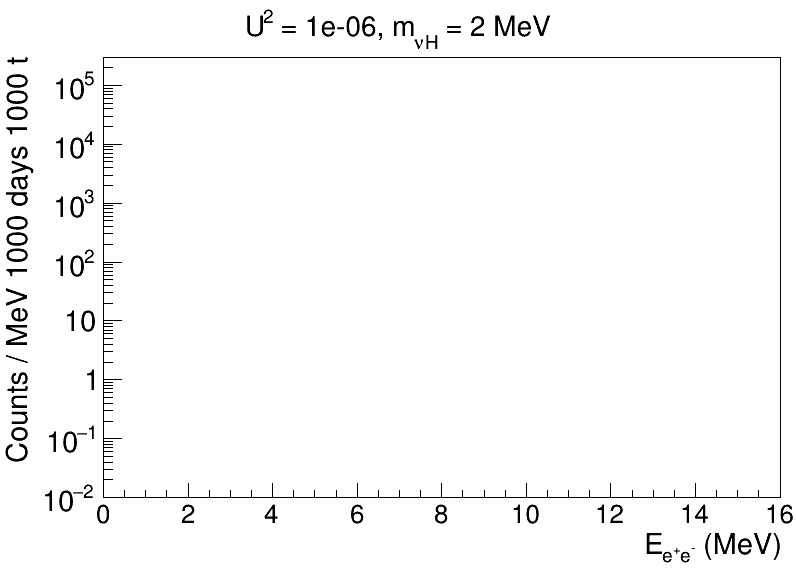 U² = 1e-06, m_νH = 2 MeV
Counts / MeV 1000 days 1000 t
10⁵
10⁴
10³
10²
10
1
10⁻¹
10⁻²
0 2 4 6 8 10 12 14 16
E_e⁺e⁻ (MeV)